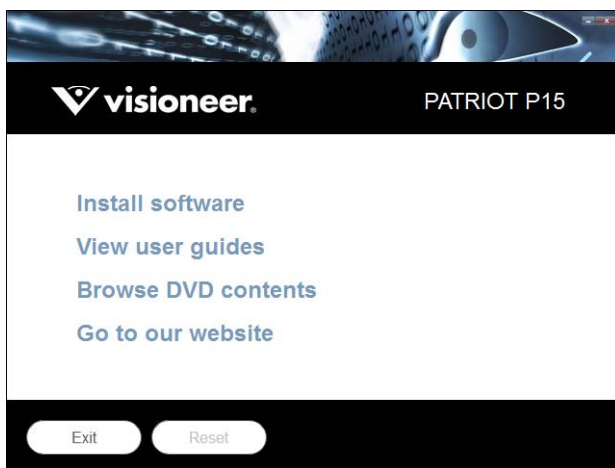 visioneer.
PATRIOT P15
Install software
View user guides
Browse DVD contents
Go to our website
Exit
Reset